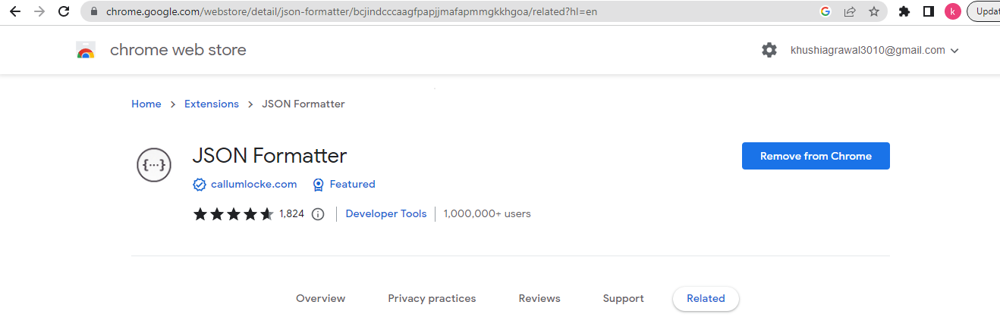 chrome.google.com/webstore/detail/json-formatter/bcjindcccaagfpapjjmafapmmgkkhgoa/related?hl=en
k
Updat
chrome web store
khushiagrawal3010@gmail.com
Home > Extensions > JSON Formatter
{···}
JSON Formatter
Remove from Chrome
callumlocke.com Featured
1,824 Developer Tools 1,000,000+ users
Overview Privacy practices Reviews Support Related